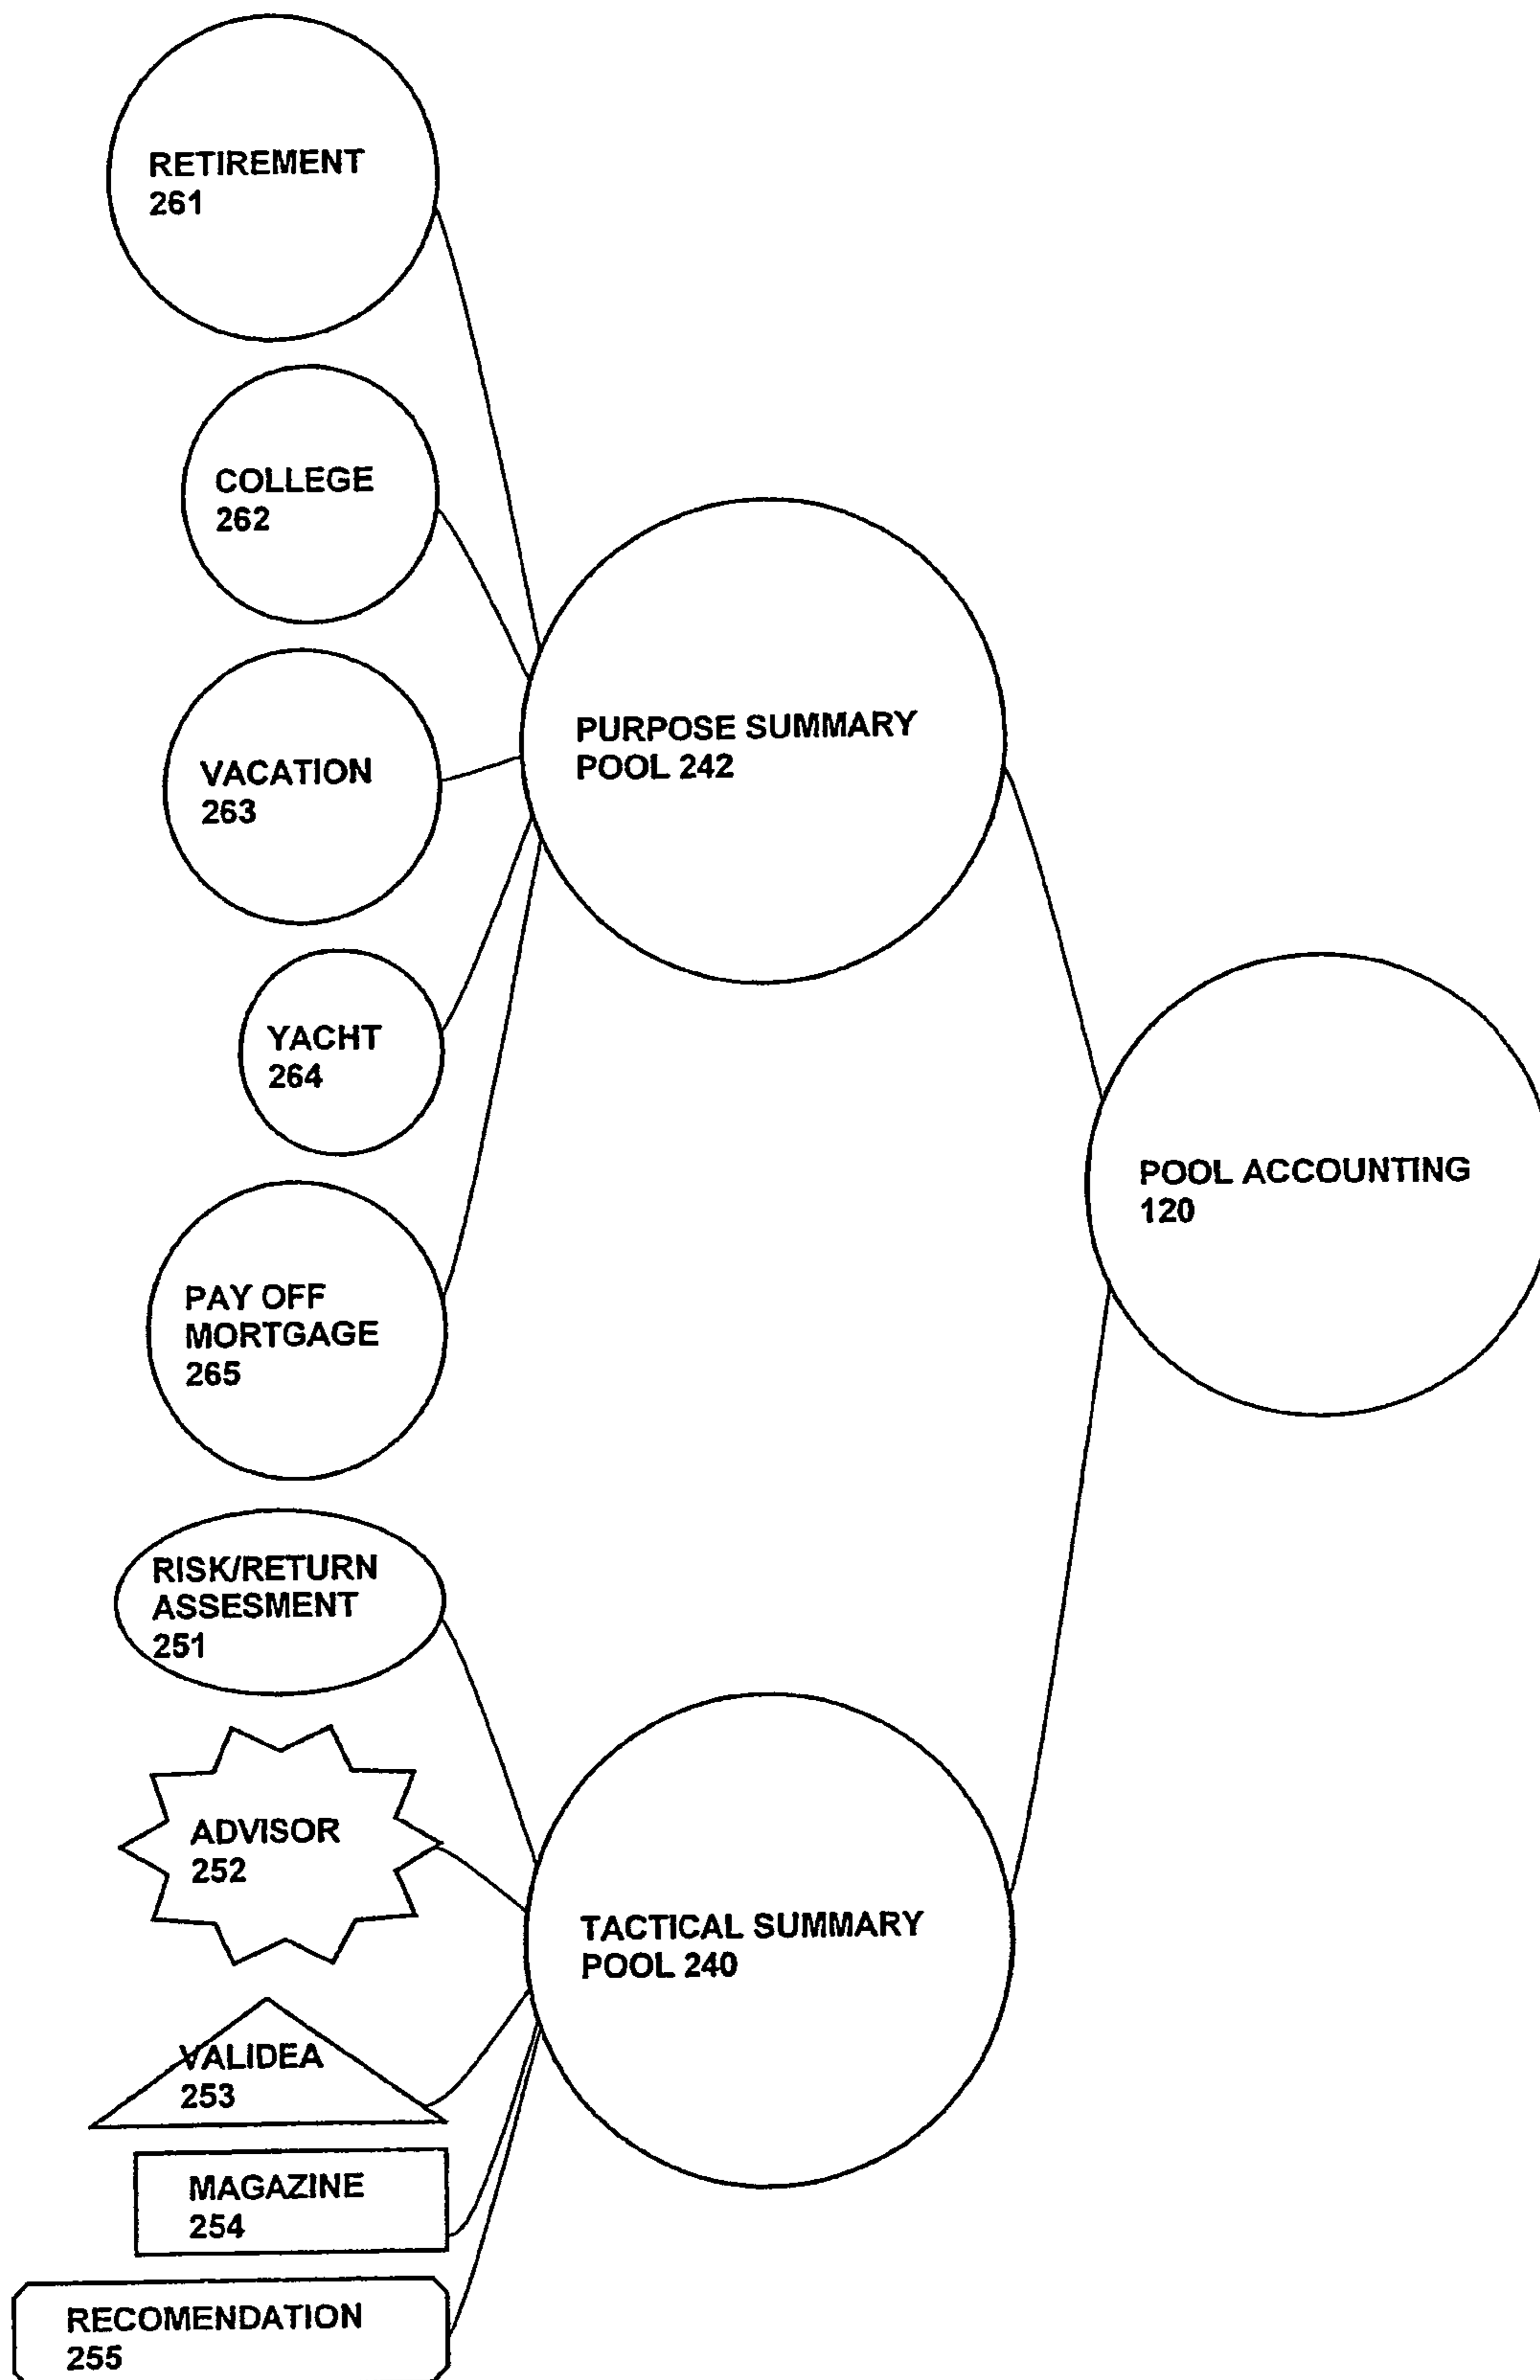 RETIREMENT
261
COLLEGE
262
VACATION
263
YACHT
264
PAY OFF
MORTGAGE
265
PURPOSE SUMMARY
POOL 242
POOL ACCOUNTING
120
RISK/RETURN
ASSESMENT
251
ADVISOR
252
VALIDEA
253
MAGAZINE
254
RECOMENDATION
255
TACTICAL SUMMARY
POOL 240